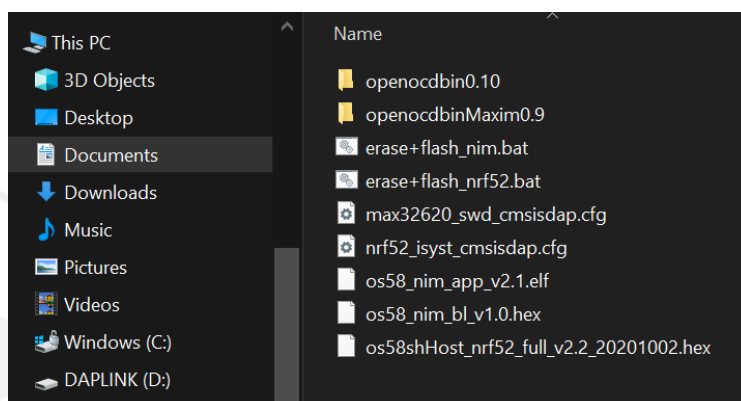 This PC
3D Objects
Desktop
Documents
Downloads
Music
Pictures
Videos
Windows (C:)
DAPLINK (D:)
Name
openocdbin0.10
openocdbinMaxim0.9
erase+flash_nim.bat
erase+flash_nrf52.bat
max32620_swd_cmsisdap.cfg
nrf52_isyst_cmsisdap.cfg
os58_nim_app_v2.1.elf
os58_nim_bl_v1.0.hex
os58shHost_nrf52_full_v2.2_20201002.hex